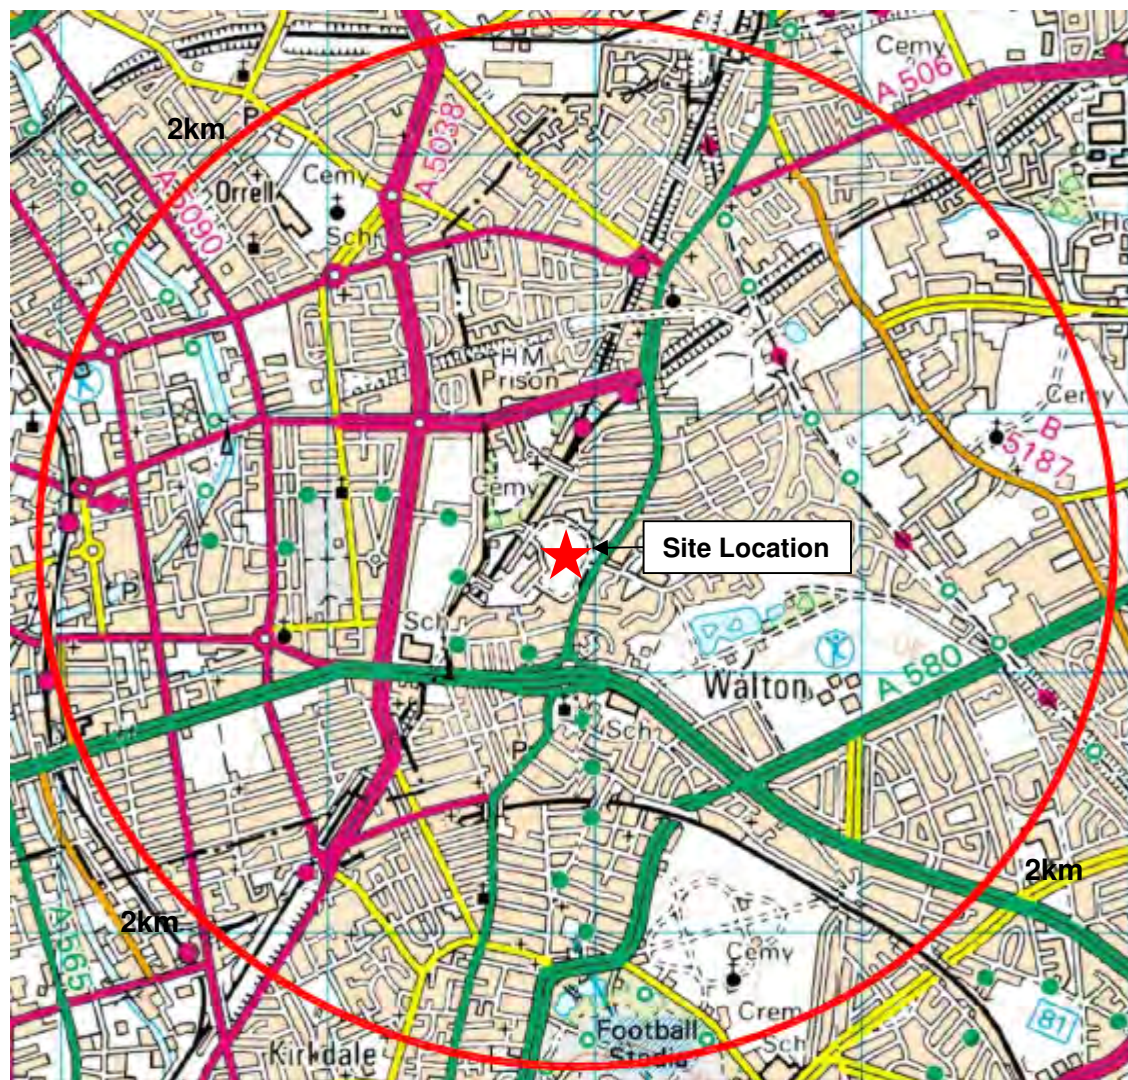 Cemy
A 506
2km
P
A 5038
Cemy
Orrell
A 5090
Sch
HM
Prison
Cemy
B
5187
Cemy
Site Location
P
Sch
A 580
Walton
Sch
P
2km
2km
A 565
Cemy
Crem
81
Football
Stadia
Sch
Kirkdale